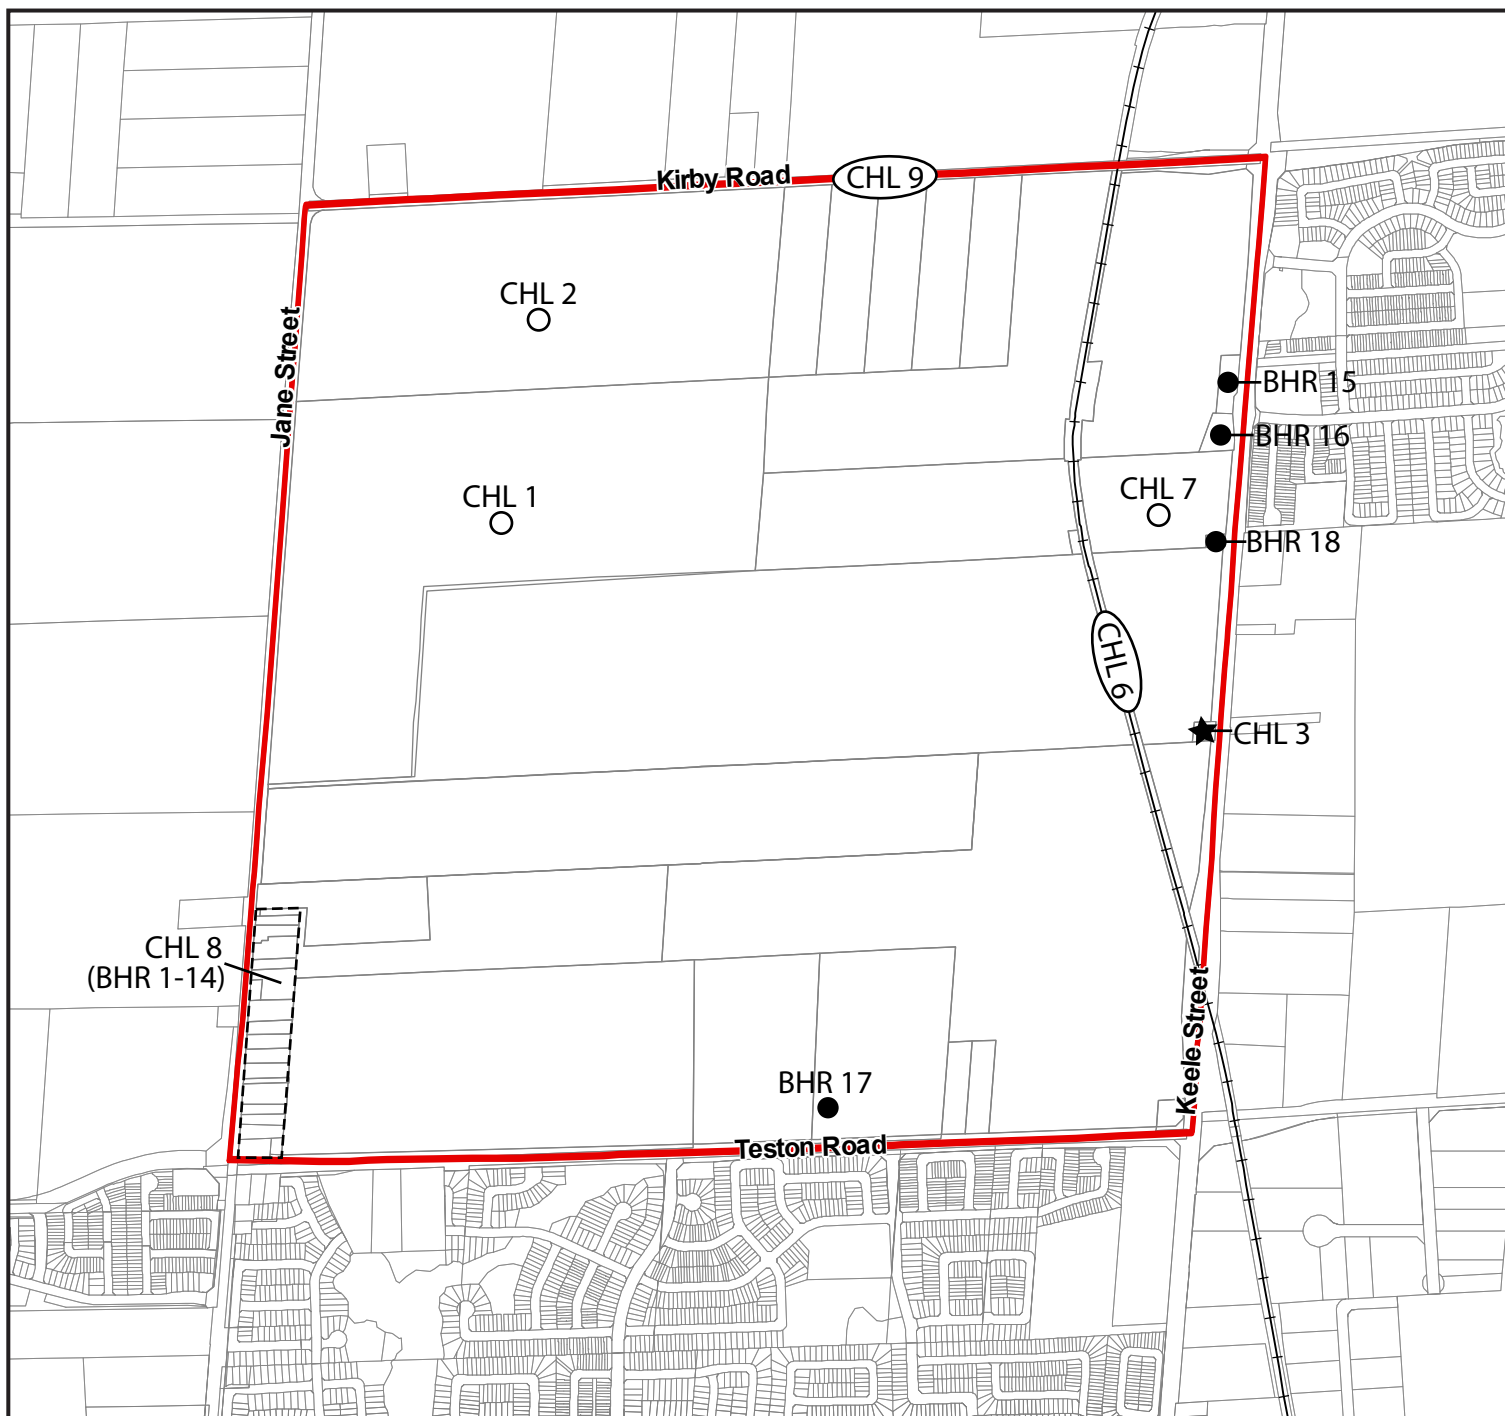 Kirby Road
CHL 9
CHL 2
Jane Street
BHR 15
BHR 16
CHL 7
CHL 1
BHR 18
CHL 6
CHL 3
CHL 8
(BHR 1-14)
Keele Street
BHR 17
Teston Road